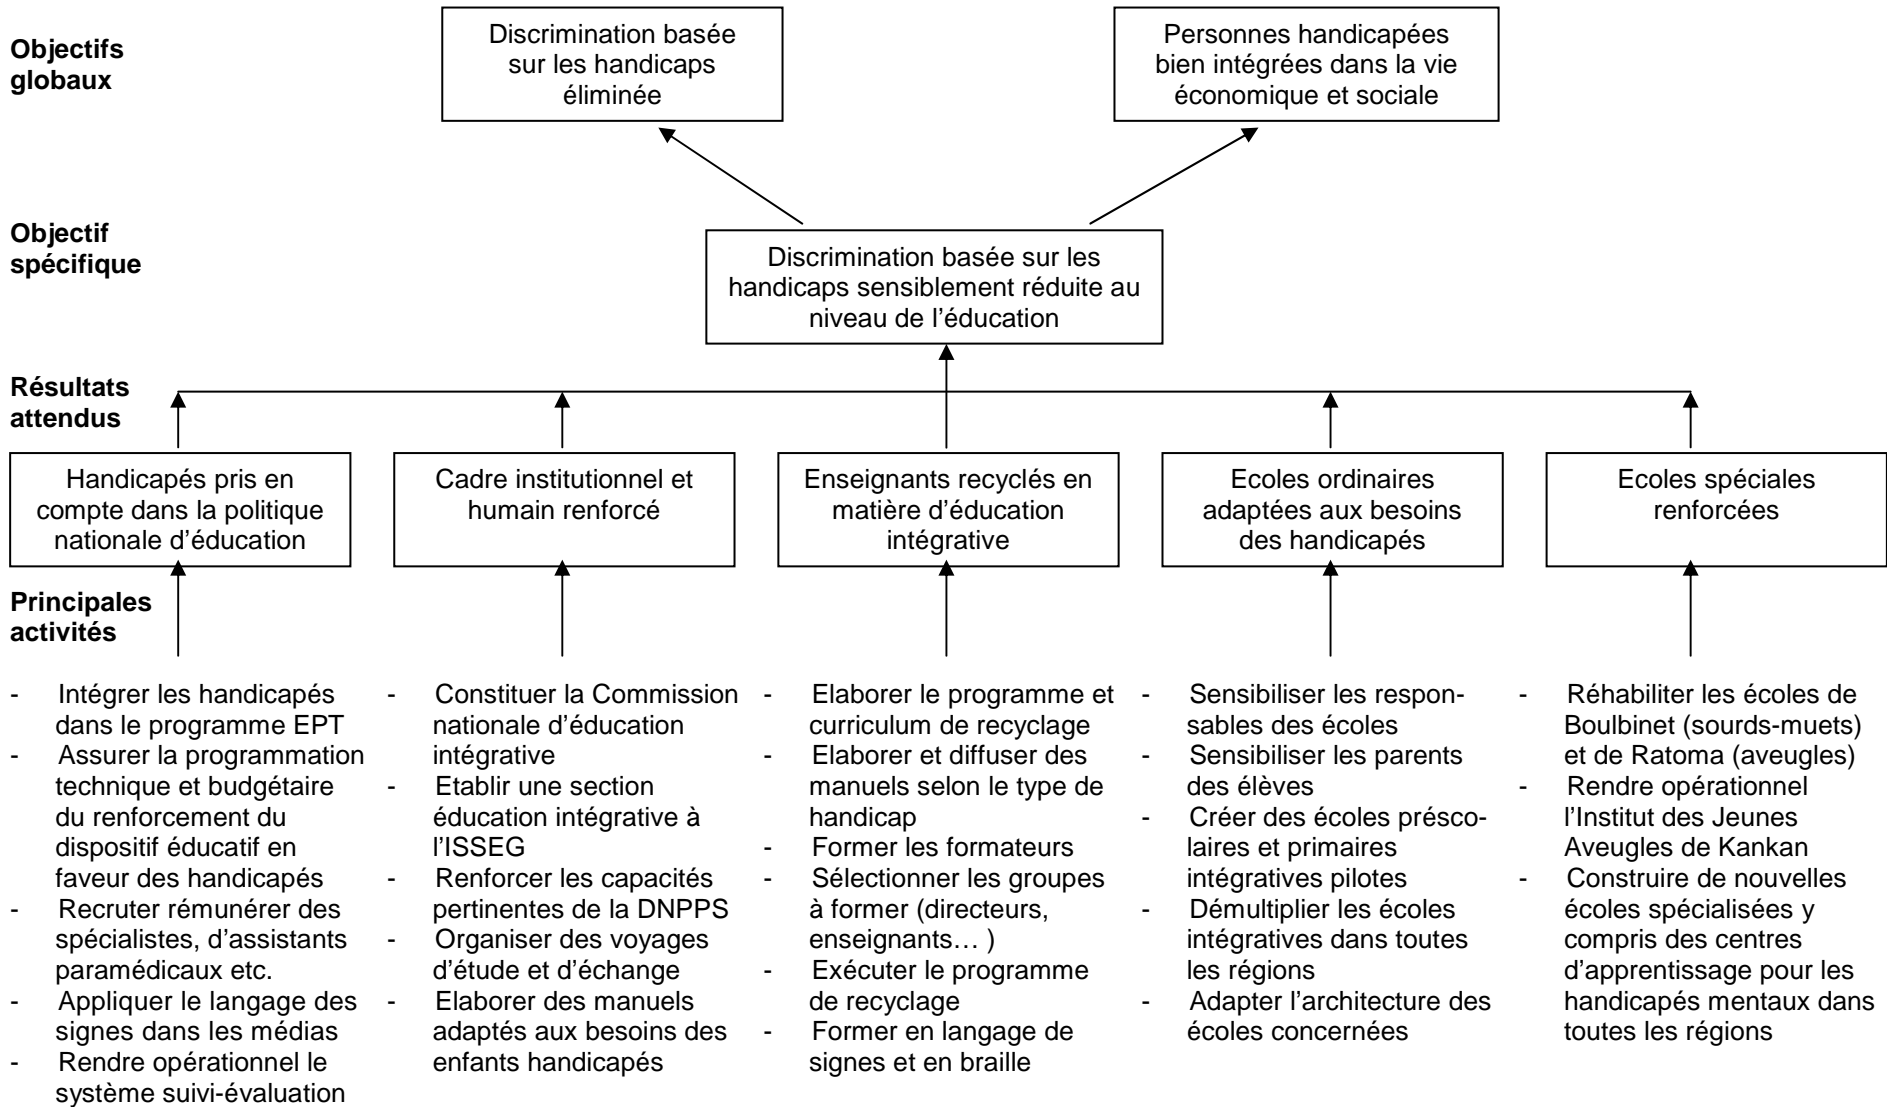 Objectifs
globaux
Discrimination basée
sur les handicaps
éliminée
Personnes handicapées
bien intégrées dans la vie
économique et sociale
Objectif
spécifique
Discrimination basée sur les
handicaps sensiblement réduite au
niveau de l’éducation
Résultats
attendus
Handicapés pris en
compte dans la politique
nationale d’éducation
Cadre institutionnel et
humain renforcé
Enseignants recyclés en
matière d’éducation
intégrative
Ecoles ordinaires
adaptées aux besoins
des handicapés
Ecoles spéciales
renforcées
Principales
activités
- Intégrer les handicapés
dans le programme EPT
- Assurer la programmation
technique et budgétaire
du renforcement du
dispositif éducatif en
faveur des handicapés
- Recruter rémunérer des
spécialistes, d’assistants
paramédicaux etc.
- Appliquer le langage des
signes dans les médias
- Rendre opérationnel le
système suivi-évaluation
- Constituer la Commission
nationale d’éducation
intégrative
- Etablir une section
éducation intégrative à
l’ISSEG
- Renforcer les capacités
pertinentes de la DNPPS
- Organiser des voyages
d’étude et d’échange
- Elaborer des manuels
adaptés aux besoins des
enfants handicapés
- Elaborer le programme et
curriculum de recyclage
- Elaborer et diffuser des
manuels selon le type de
handicap
- Former les formateurs
- Sélectionner les groupes
à former (directeurs,
enseignants… )
- Exécuter le programme
de recyclage
- Former en langage de
signes et en braille
- Sensibiliser les respon-
sables des écoles
- Sensibiliser les parents
des élèves
- Créer des écoles présco-
laires et primaires
intégratives pilotes
- Démultiplier les écoles
intégratives dans toutes
les régions
- Adapter l’architecture des
écoles concernées
- Réhabiliter les écoles de
Boulbinet (sourds-muets)
et de Ratoma (aveugles)
- Rendre opérationnel
l’Institut des Jeunes
Aveugles de Kankan
- Construire de nouvelles
écoles spécialisées y
compris des centres
d’apprentissage pour les
handicapés mentaux dans
toutes les régions